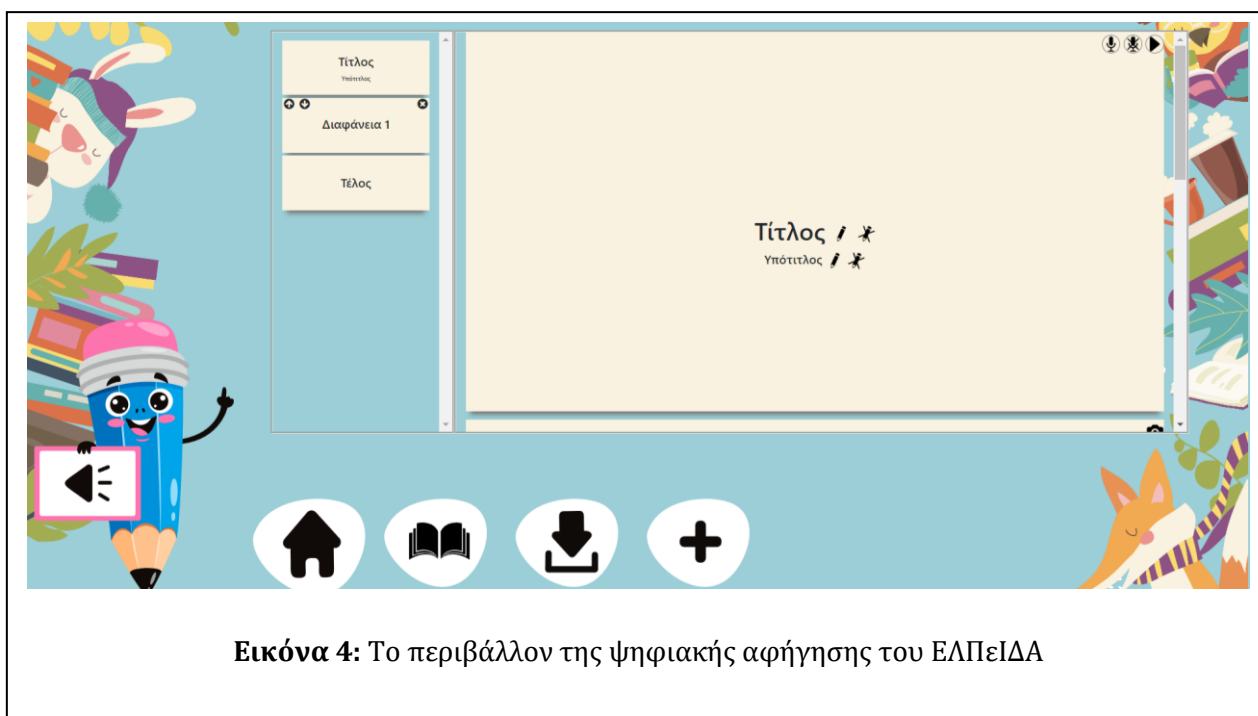 Τίτλος
Υπότιτλος
Διαφάνεια 1
Τέλος
Τίτλος
Υπότιτλος
Εικόνα 4: Το περιβάλλον της ψηφιακής αφήγησης του ΕΛΠεΙΔΑ